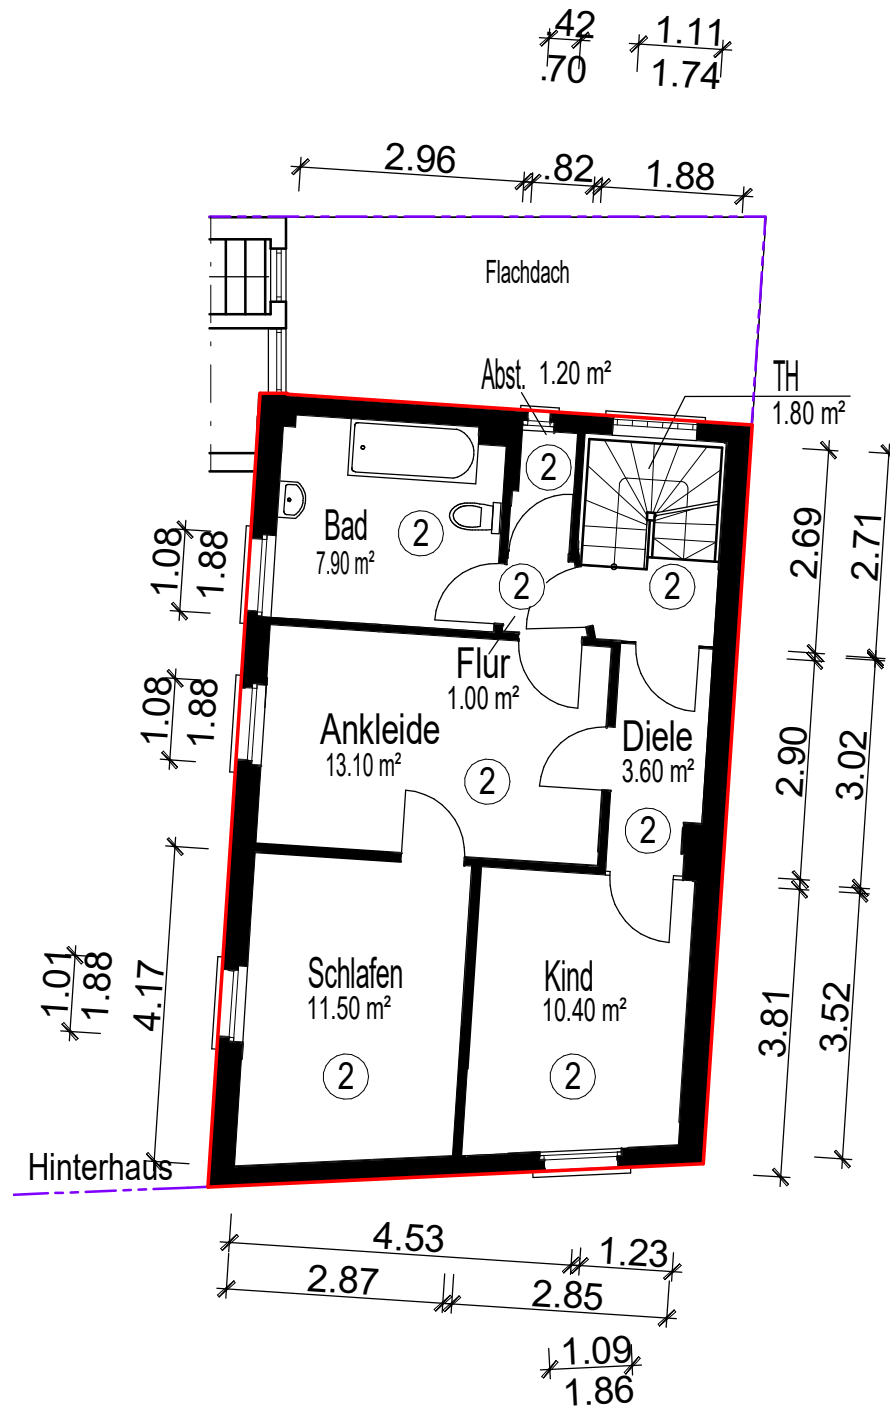 .42
.70
1.11
1.74
2.96
.82
1.88
Flachdach
Abst. 1.20 m²
TH
1.80 m²
2
Bad
7.90 m²
2
2
2
1.08
1.88
2.69
2.71
Flur
1.00 m²
Ankleide
13.10 m²
2
Diele
3.60 m²
2
1.08
1.88
2.90
3.02
Schlafen
11.50 m²
2
Kind
10.40 m²
2
1.01
1.88
4.17
3.81
3.52
Hinterhaus
4.53
1.23
2.87
2.85
1.09
1.86